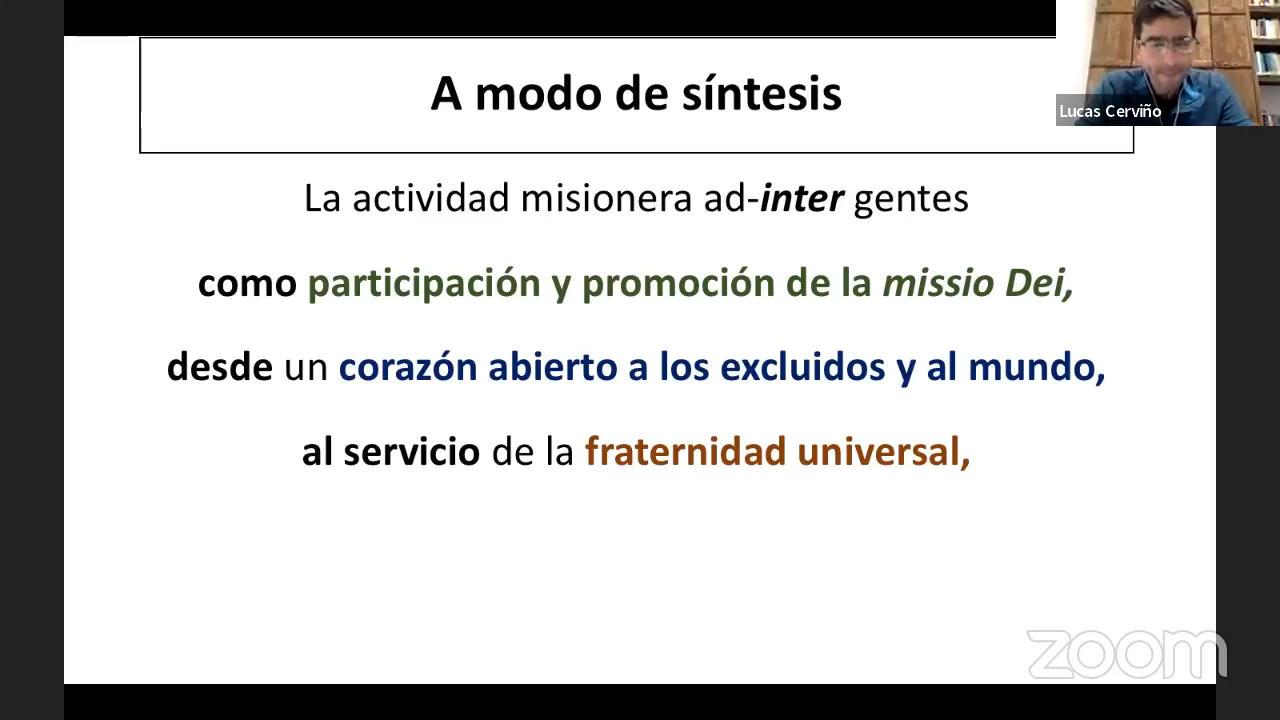 A modo de síntesis
Lucas Cerviño
La actividad misionera ad-inter gentes
como participación y promoción de la missio Dei,
desde un corazón abierto a los excluidos y al mundo,
al servicio de la fraternidad universal,
zoom